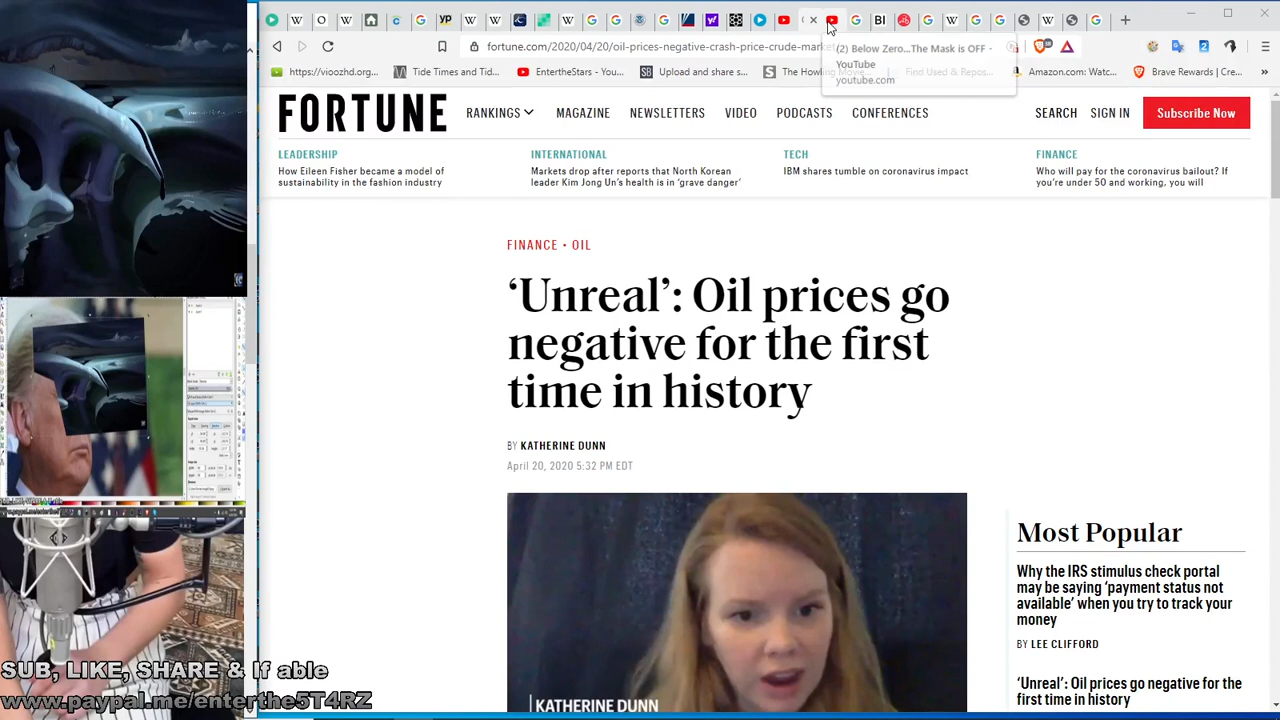 fortune.com/2020/04/20/oil-prices-negative-crash-price-crude-market
(2) Below Zero...The Mask is OFF -
YouTube
youtube.com
https://vioozhd.org...
Tide Times and Tid...
EntertheStars - You...
Upload and share s...
The Howling Movie...
Find Used & Repos...
Amazon.com: Watc...
Brave Rewards | Cre...
FORTUNE
RANKINGS
MAGAZINE
NEWSLETTERS
VIDEO
PODCASTS
CONFERENCES
SEARCH
SIGN IN
Subscribe Now
LEADERSHIP
How Eileen Fisher became a model of
sustainability in the fashion industry
INTERNATIONAL
Markets drop after reports that North Korean
leader Kim Jong Un's health is in 'grave danger'
TECH
IBM shares tumble on coronavirus impact
FINANCE
Who will pay for the coronavirus bailout? If
you're under 50 and working, you will
FINANCE • OIL
‘Unreal’: Oil prices go
negative for the first
time in history
BY KATHERINE DUNN
April 20, 2020 5:32 PM EDT
KATHERINE DUNN
Most Popular
Why the IRS stimulus check portal
may be saying ‘payment status not
available’ when you try to track your
money
BY LEE CLIFFORD
‘Unreal’: Oil prices go negative for the
first time in history
SUB, LIKE, SHARE & If able
www.paypal.me/enterthe5T4RZ